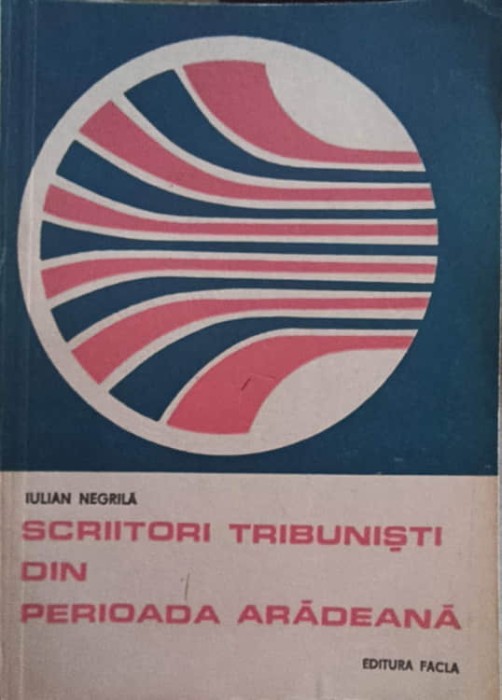 IULIAN NEGRILĂ
SCRIITORI TRIBUNIȘTI
DIN
PERIOADA ARĂDEANĂ
EDITURA FACLA